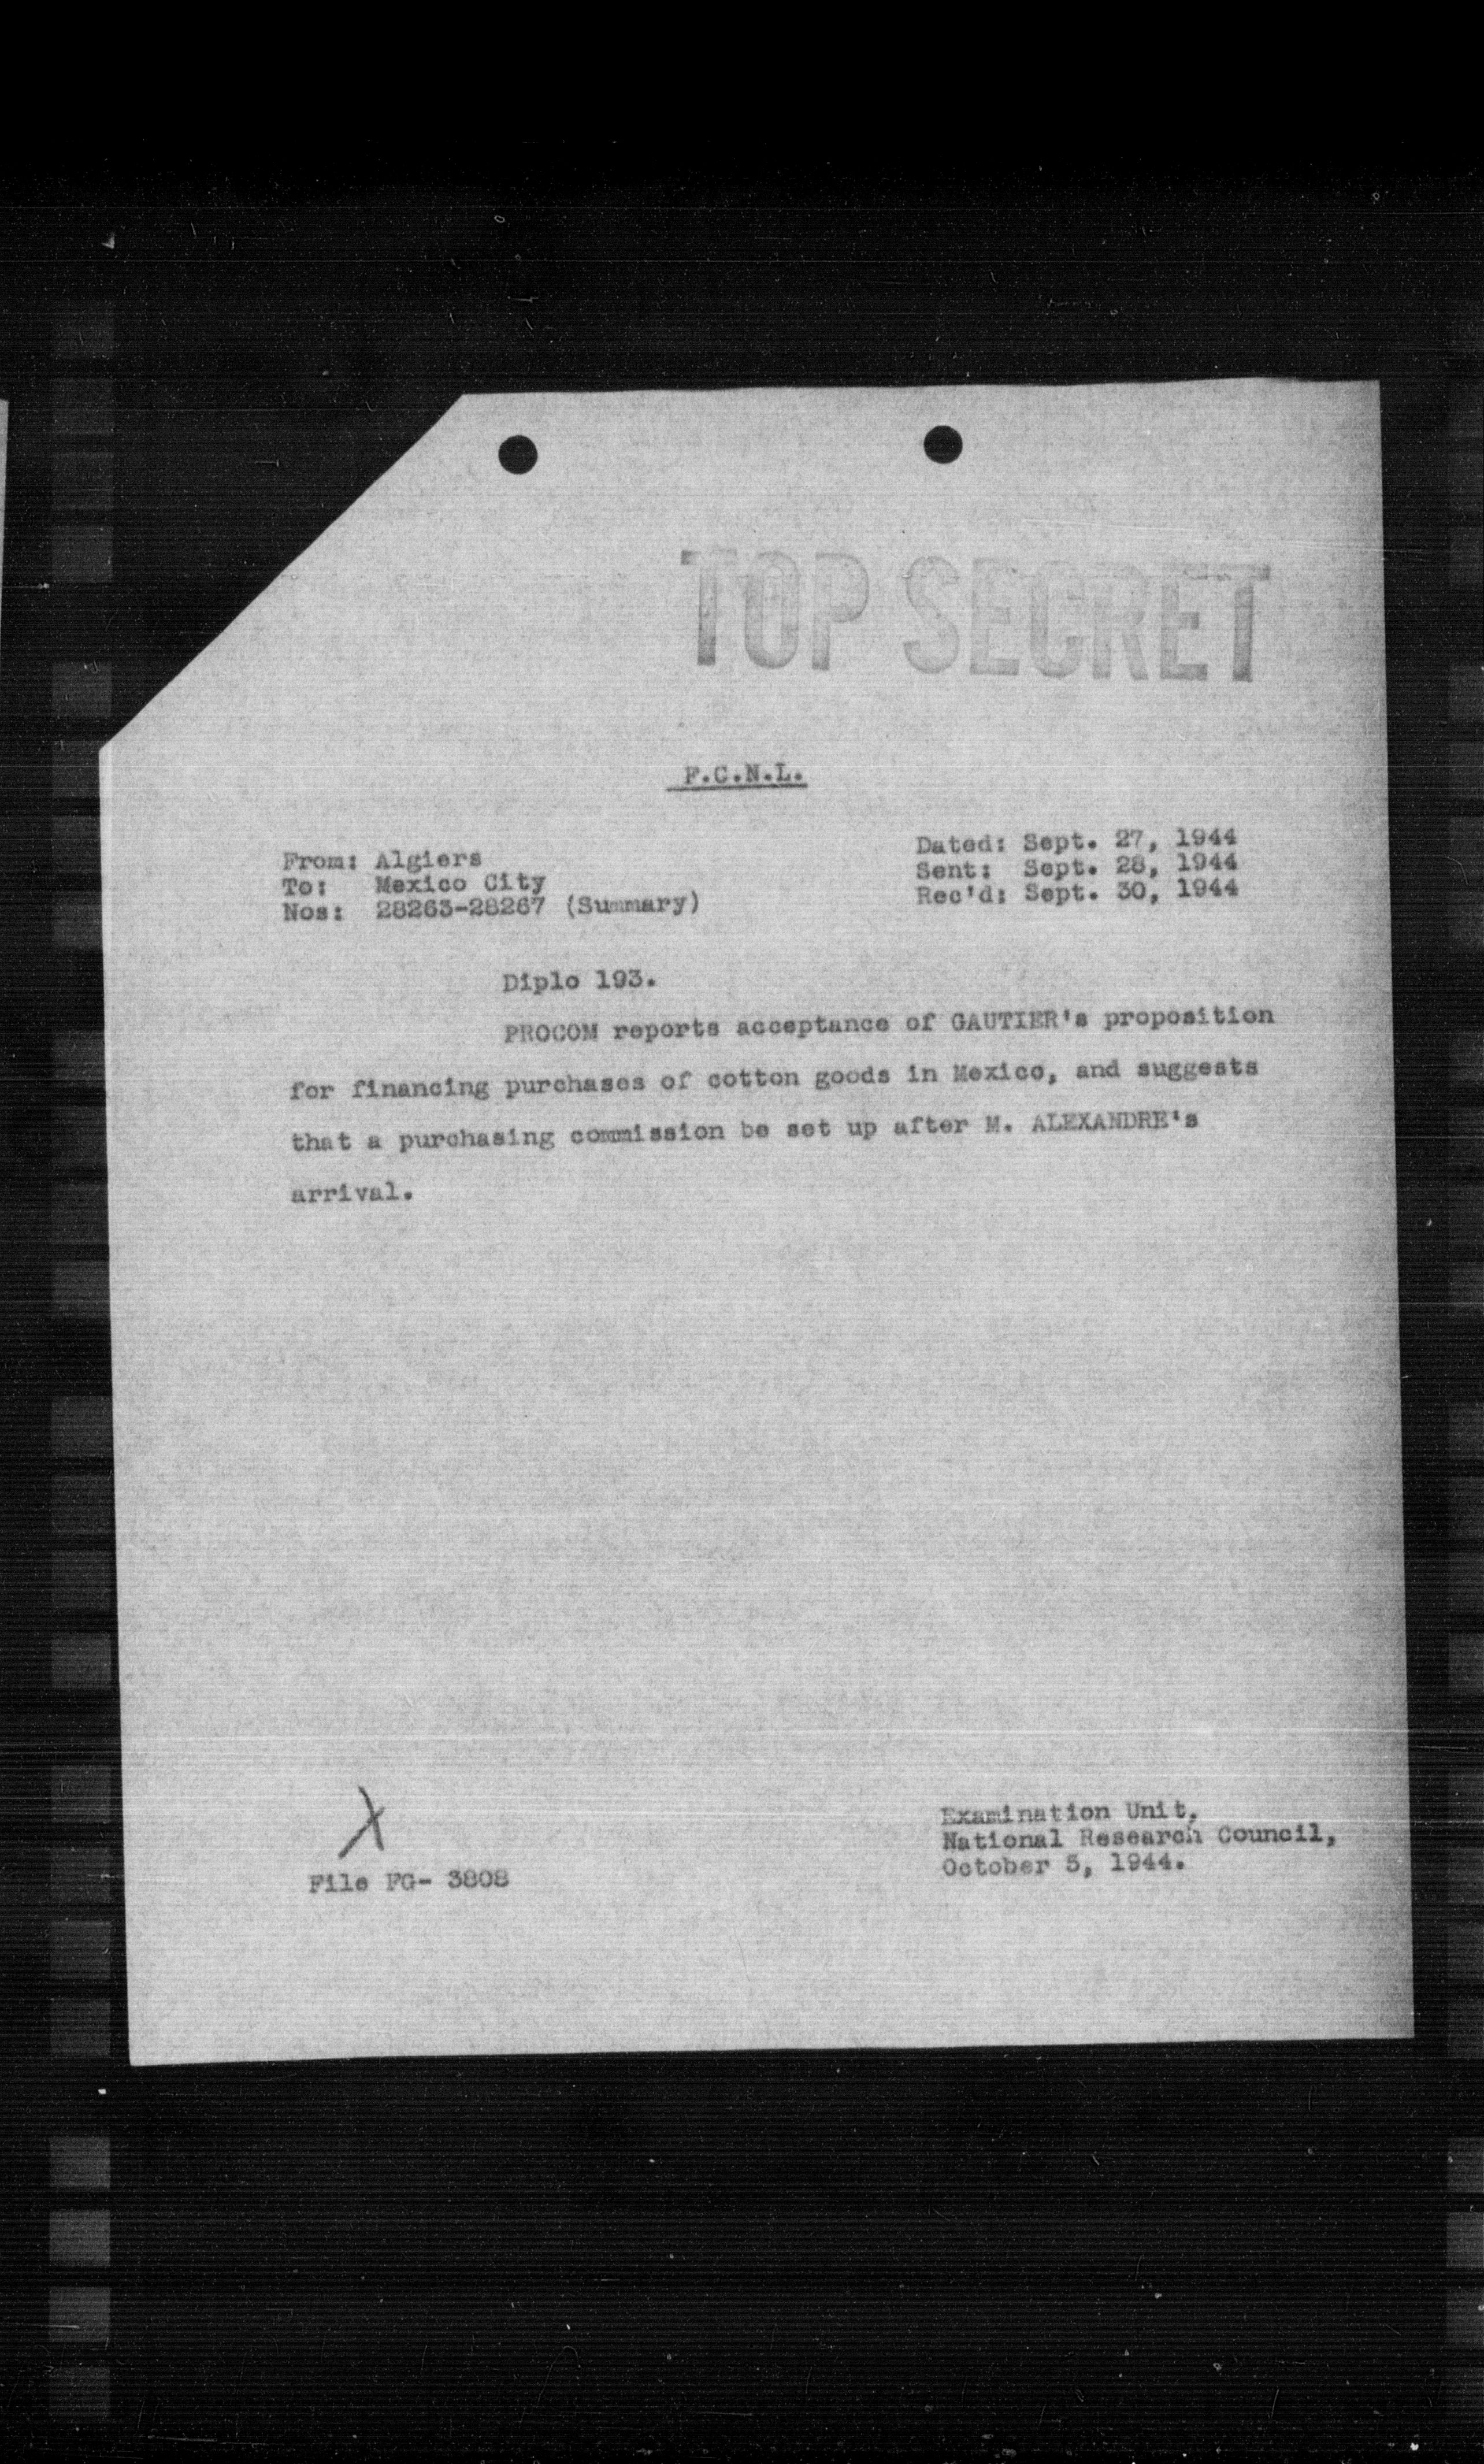 TOP SECRET
F.C.N.L.
From: Algiers
To: Mexico City
Nos: 28263-28267 (Summary)
Dated: Sept. 27, 1944
Sent: Sept. 28, 1944
Rec'd: Sept. 30, 1944
Diplo 193.
PROCOM reports acceptance of GAUTIER's proposition
for financing purchases of cotton goods in Mexico, and suggests
that a purchasing commission be set up after M. ALEXANDRE's
arrival.
X
File FG- 3808
Examination Unit,
National Research Council,
October 5, 1944.